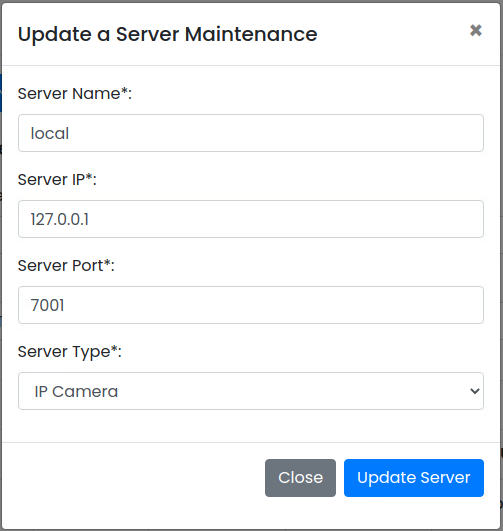 Update a Server Maintenance
✖
Server Name*:
local
Server IP*:
127.0.0.1
Server Port*:
7001
Server Type*:
IP Camera
Close
Update Server